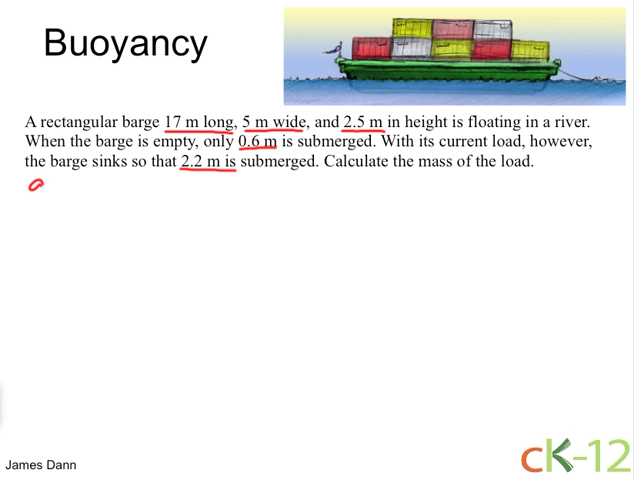 Buoyancy
A rectangular barge 17 m long, 5 m wide, and 2.5 m in height is floating in a river.
When the barge is empty, only 0.6 m is submerged. With its current load, however,
the barge sinks so that 2.2 m is submerged. Calculate the mass of the load.
James Dann
cK-12